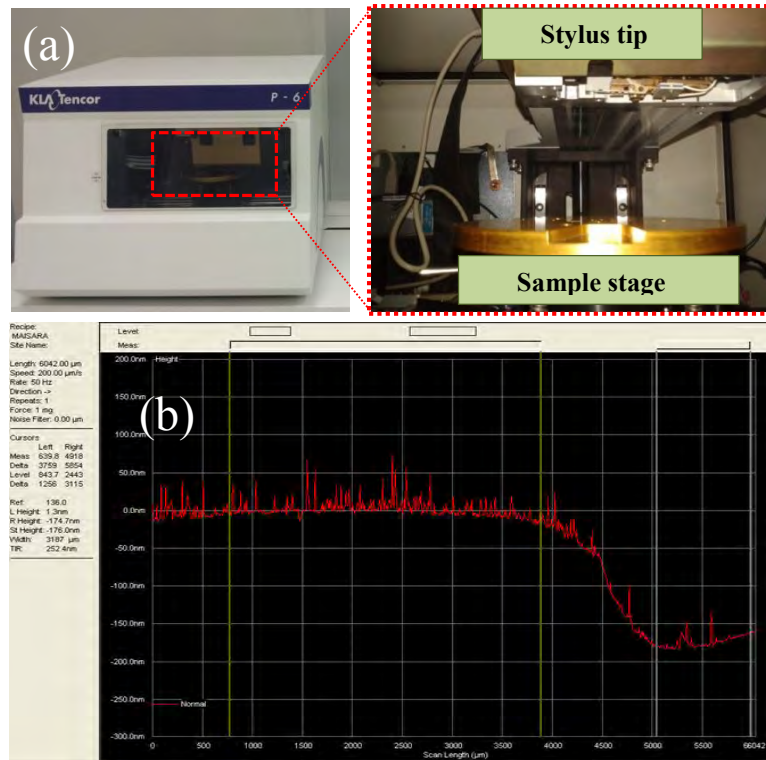 (a)
KLA Tencor P - 6
Stylus tip
Sample stage
Recipe:
MAISARA
Site Name:
Length: 6042.00 µm
Speed: 200.00 µm/s
Rate: 50 Hz
Direction ->
Repeats: 1
Force: 1 mg
Noise Filter: 0.00 µm
Cursors
Left Right
Meas 639.8 4918
Delta 3759 5854
Level 843.7 2443
Delta 1256 3115
Ref: 136.0
L Height: 1.3nm
R Height: -174.7nm
St Height: -176.0nm
Width: 3187 µm
TIR: 252.4nm
Level:
Meas:
(b)
Height
200.0nm
150.0nm
100.0nm
50.0nm
0.0nm
-50.0nm
-100.0nm
-150.0nm
-200.0nm
-250.0nm
-300.0nm
Normal
0 500 1000 1500 2000 2500 3000 3500 4000 4500 5000 5500 66042
Scan Length (µm)